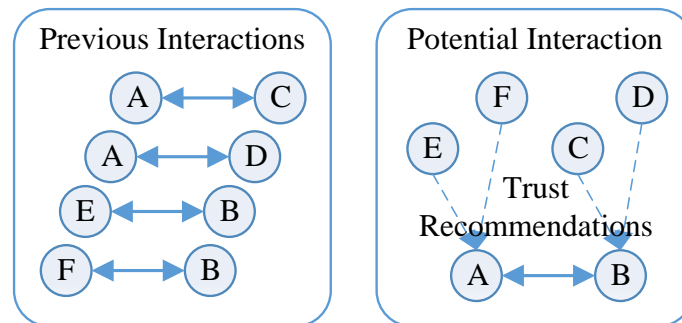 Previous Interactions
A C
A D
E B
F B
Potential Interaction
F D
E C
Trust
Recommendations
A B